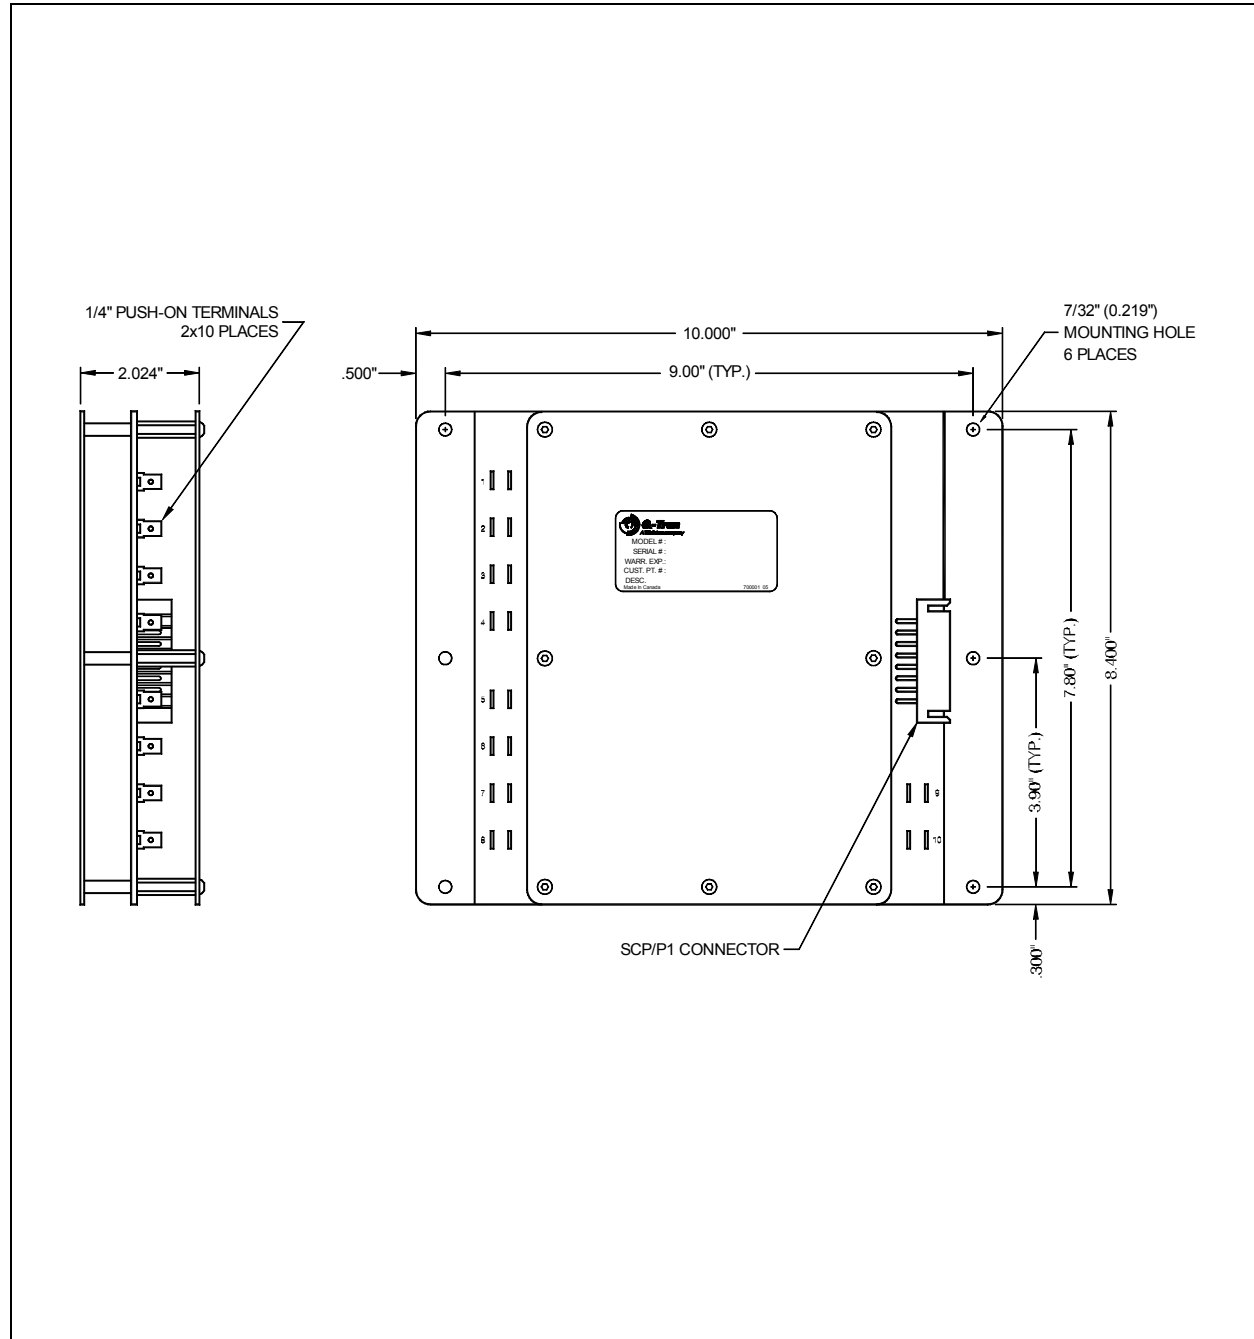 1/4" PUSH-ON TERMINALS
2x10 PLACES
7/32" (0.219")
MOUNTING HOLE
6 PLACES
10.000"
2.024"
.500"
9.00" (TYP.)
1
2
3
4
5
6
7
8
9
10
MODEL # :
SERIAL # :
WARR. EXP.:
CUST. PT. # :
DESC.
Made In Canada
700001 05
7.80" (TYP.)
8.400"
3.90" (TYP.)
.300"
SCP/P1 CONNECTOR